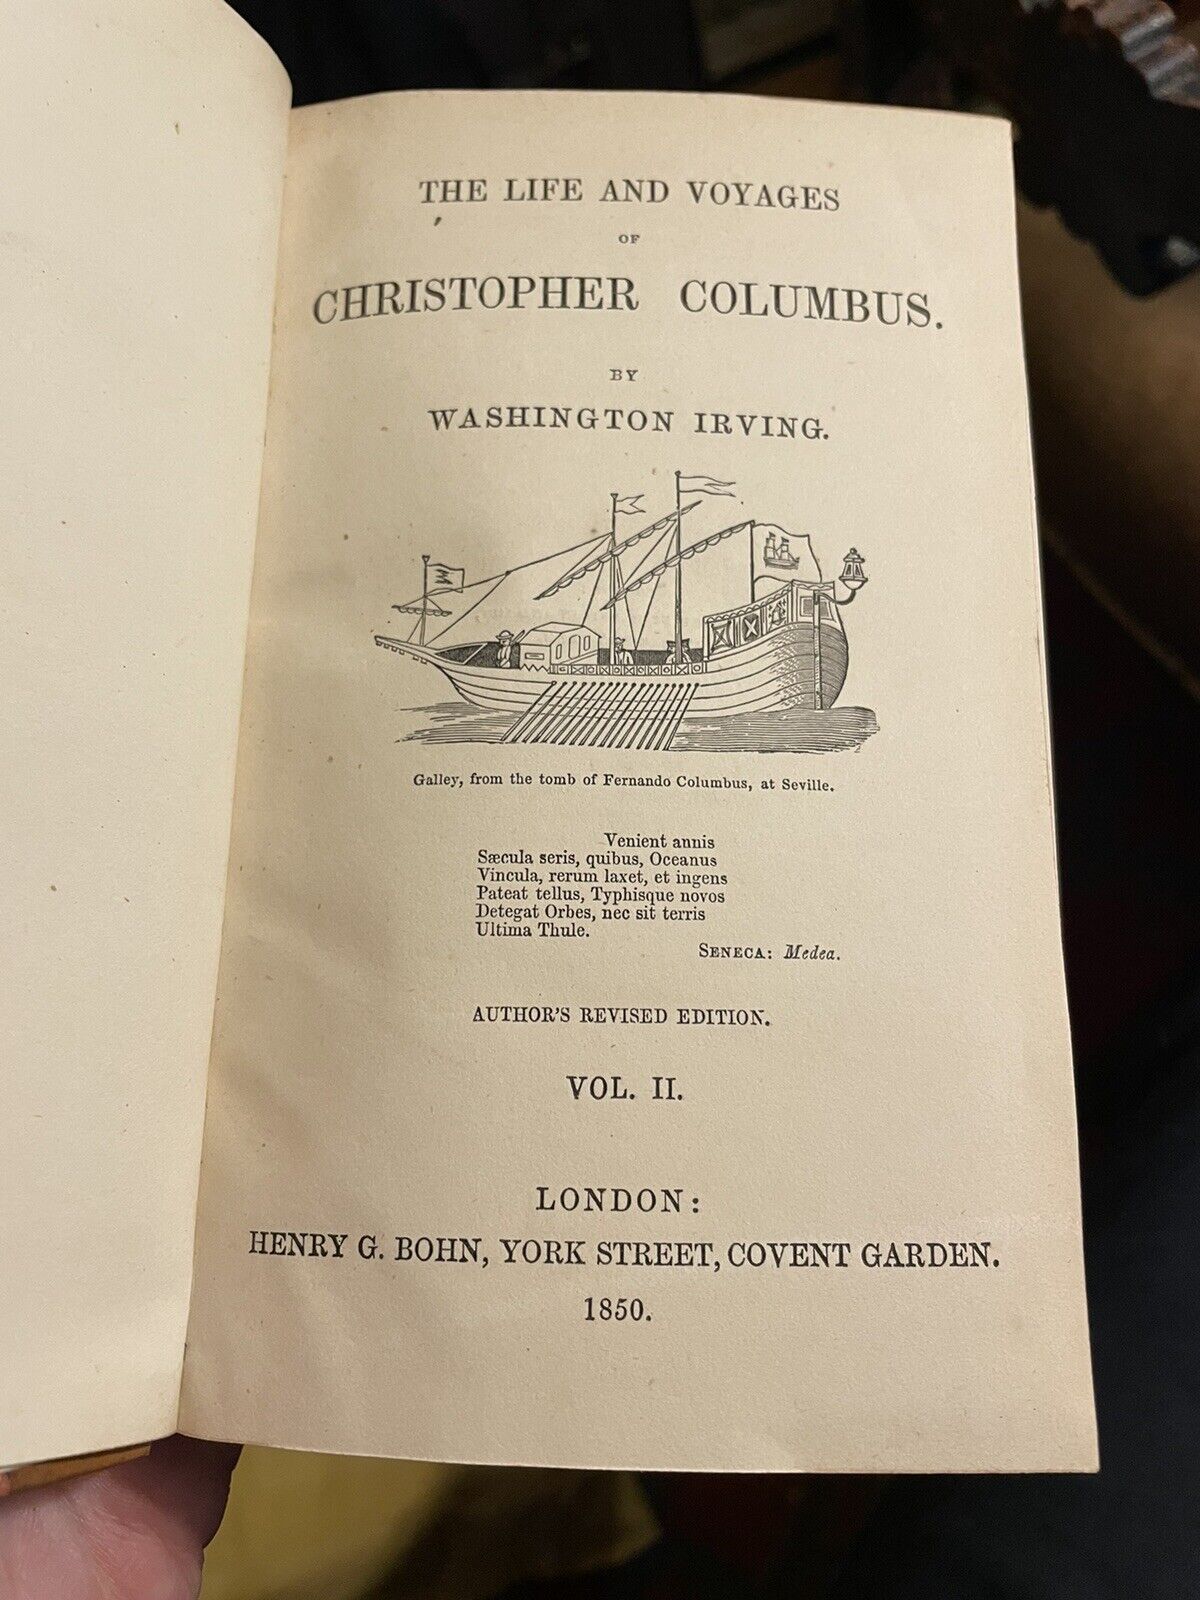 THE LIFE AND VOYAGES
OF
CHRISTOPHER COLUMBUS.
BY
WASHINGTON IRVING.
Galley, from the tomb of Fernando Columbus, at Seville.
Venient annis
Sæcula seris, quibus, Oceanus
Vincula, rerum laxet, et ingens
Pateat tellus, Typhisque novos
Detegat Orbes, nec sit terris
Ultima Thule.
SENECA: Medea.
AUTHOR'S REVISED EDITION.
VOL. II.
LONDON:
HENRY G. BOHN, YORK STREET, COVENT GARDEN.
1850.